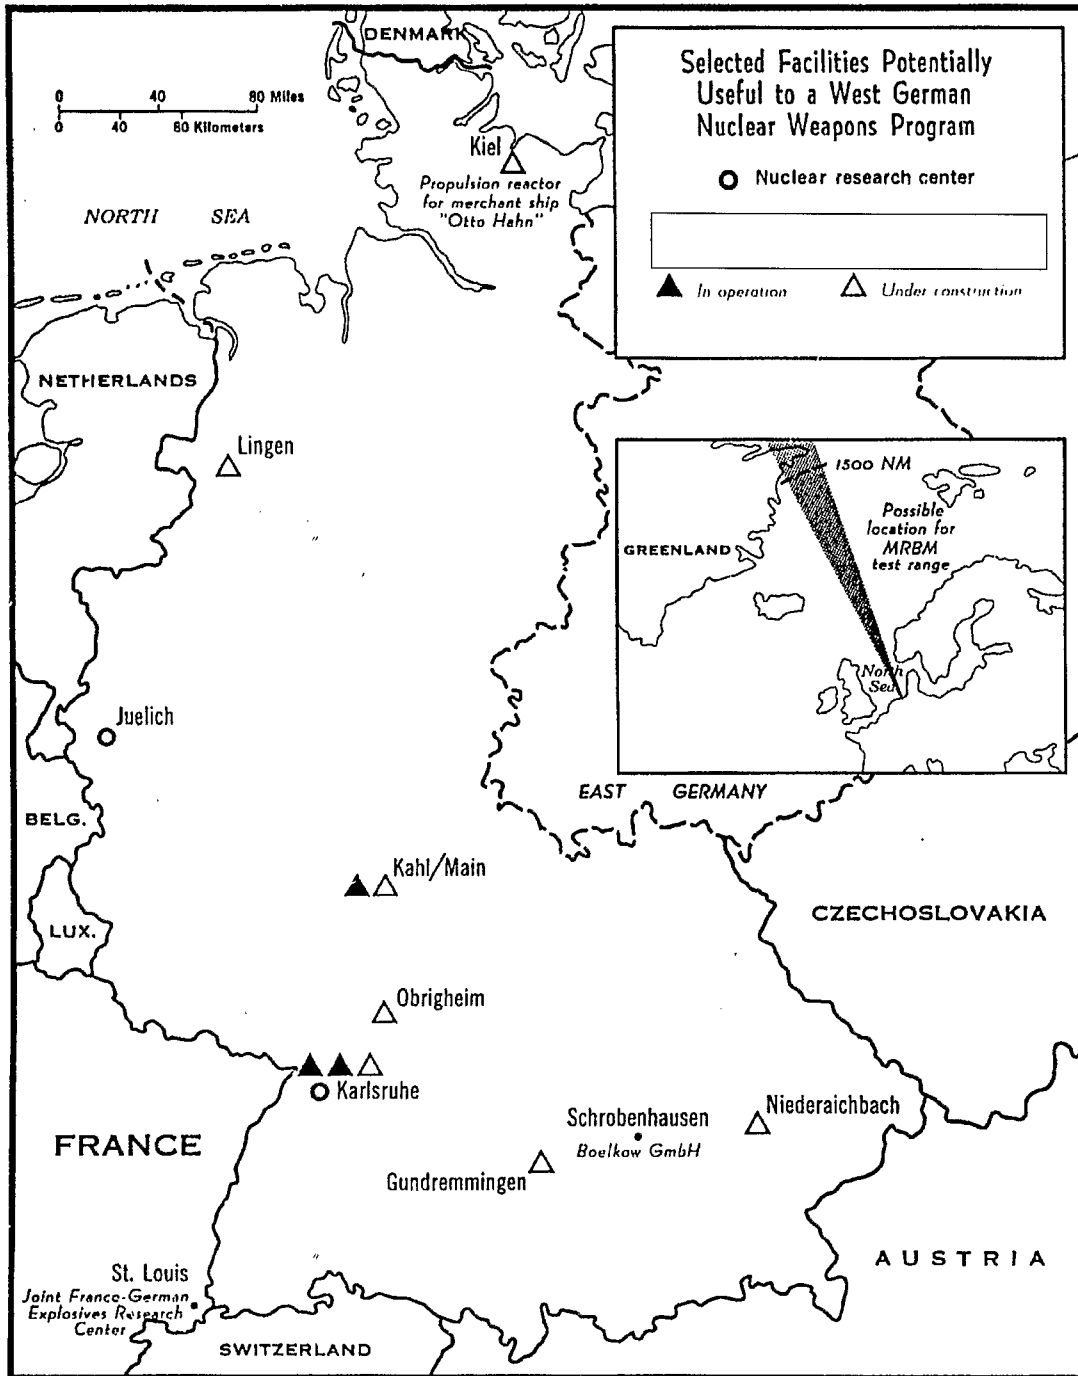 DENMARK
0 40 80 Miles
0 40 80 Kilometers
Selected Facilities Potentially
Useful to a West German
Nuclear Weapons Program
Nuclear research center
In operation
Under construction
Kiel
Propulsion reactor
for merchant ship
"Otto Hahn"
NORTH SEA
NETHERLANDS
Lingen
1500 NM
Possible
location for
MRBM
test range
GREENLAND
North
Sea
Juelich
EAST GERMANY
BELG.
Kahl/Main
LUX.
CZECHOSLOVAKIA
Obrigheim
Karlsruhe
FRANCE
Schrobenhausen
Boelkow GmbH
Niederaichbach
Gundremmingen
St. Louis
Joint Franco-German
Explosives Research
Center
AUSTRIA
SWITZERLAND